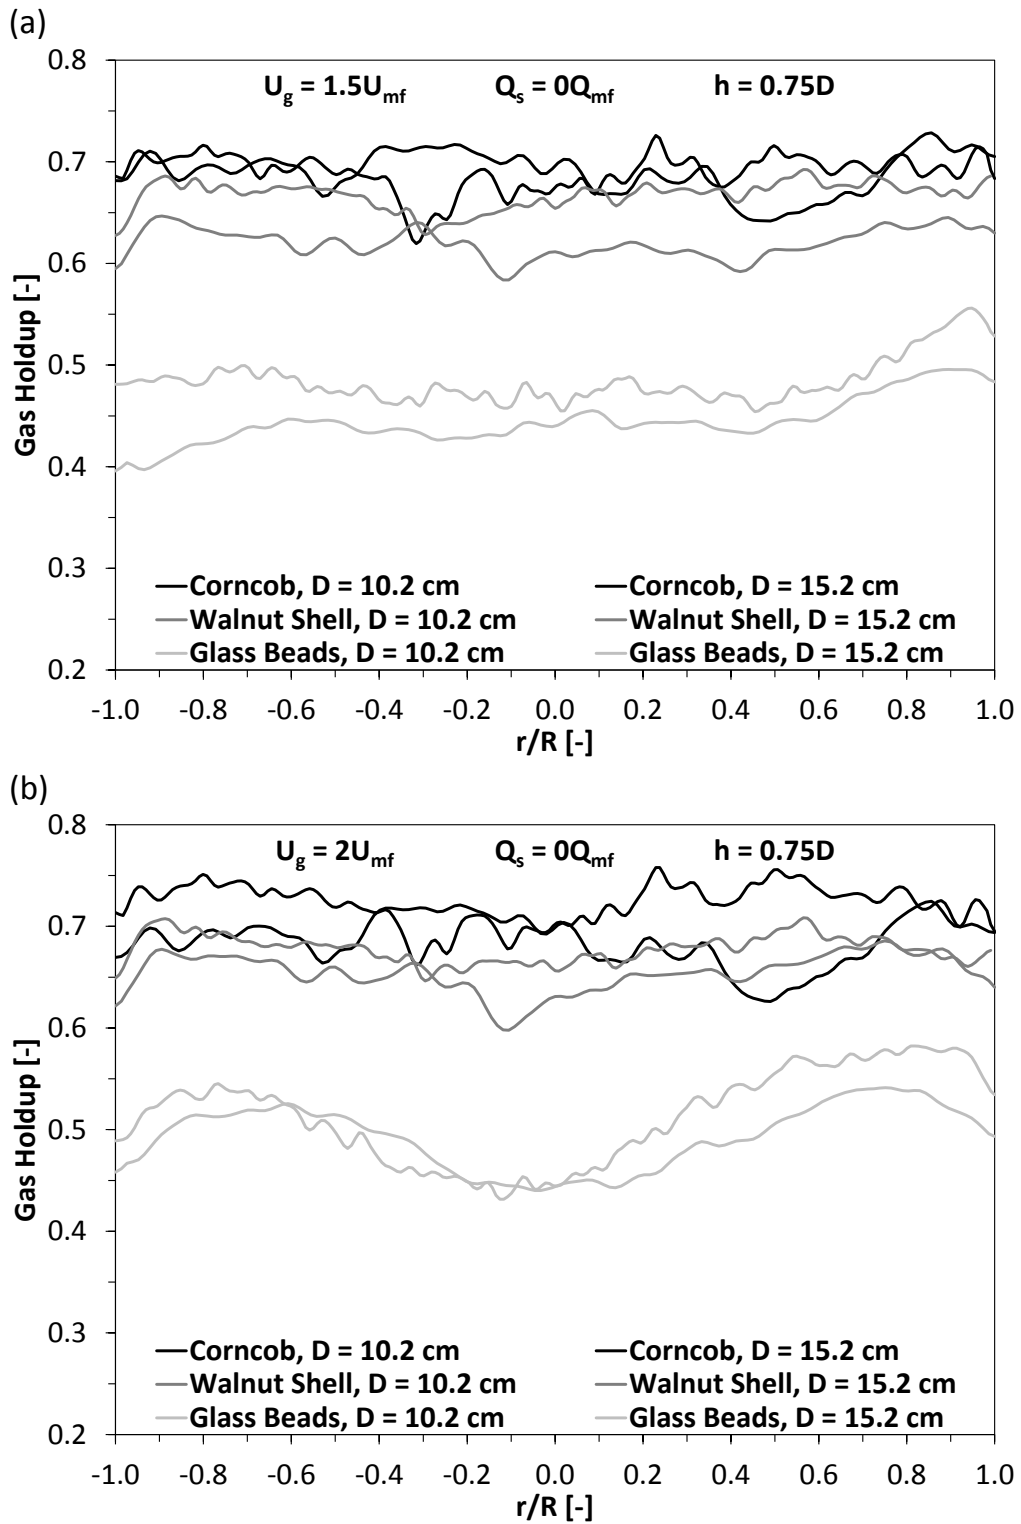 (a)
0.8
U_g = 1.5U_mf Q_s = 0Q_mf h = 0.75D
0.7
0.6
0.5
0.4
0.3
0.2
Gas Holdup [-]
Corncob, D = 10.2 cm Corncob, D = 15.2 cm
Walnut Shell, D = 10.2 cm Walnut Shell, D = 15.2 cm
Glass Beads, D = 10.2 cm Glass Beads, D = 15.2 cm
-1.0 -0.8 -0.6 -0.4 -0.2 0.0 0.2 0.4 0.6 0.8 1.0
r/R [-]
(b)
0.8
U_g = 2U_mf Q_s = 0Q_mf h = 0.75D
0.7
0.6
0.5
0.4
0.3
0.2
Gas Holdup [-]
Corncob, D = 10.2 cm Corncob, D = 15.2 cm
Walnut Shell, D = 10.2 cm Walnut Shell, D = 15.2 cm
Glass Beads, D = 10.2 cm Glass Beads, D = 15.2 cm
-1.0 -0.8 -0.6 -0.4 -0.2 0.0 0.2 0.4 0.6 0.8 1.0
r/R [-]